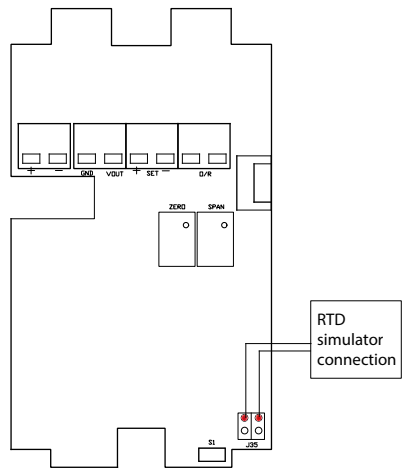 + − GND VOUT + SET − O/R
ZERO SPAN
RTD
simulator
connection
S1 J35